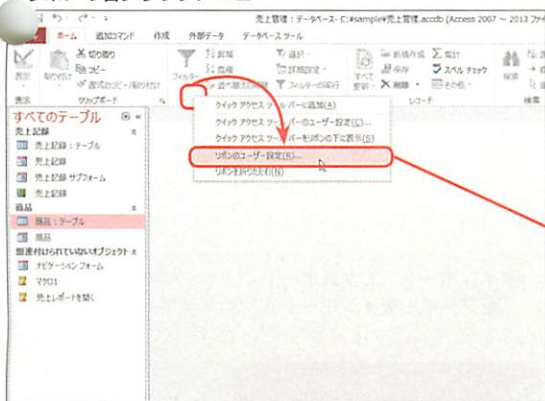 売上管理：データベース- C:¥sample¥売上管理.accdb (Access 2007 ～ 2013 ファイ
ホーム 追加コマンド 作成 外部データ データベース ツール
切り取り
コピー
書式のコピー/貼り付け
表示 貼り付け
フィルター
昇順
降順
選択
詳細設定
フィルターの実行
すべて更新
新規作成
保存
削除
Σ 集計
スペル チェック
その他
検索
表示 クリップボード レコード 検索
クイック アクセス ツール バーに追加(A)
クイック アクセス ツール バーのユーザー設定(C)...
クイック アクセス ツール バーをリボンの下に表示(S)
リボンのユーザー設定(R)...
リボンを折りたたむ(N)
すべてのテーブル
売上記録
売上記録 : テーブル
売上記録
売上記録 サブフォーム
売上記録
商品
商品 : テーブル
商品
関連付けられていないオブジェクト
ナビゲーション フォーム
マクロ1
売上レポートを開く